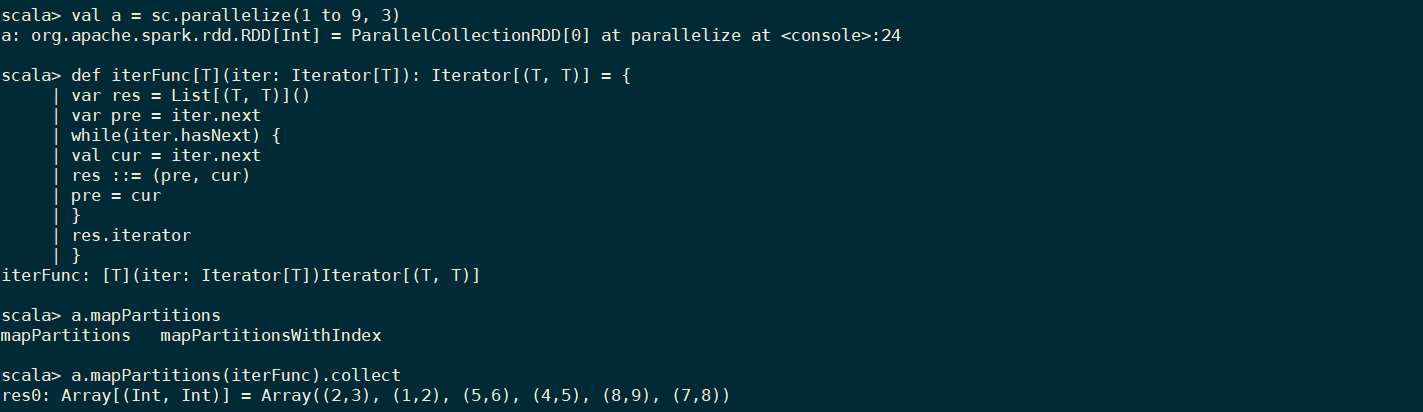 scala> val a = sc.parallelize(1 to 9, 3)
a: org.apache.spark.rdd.RDD[Int] = ParallelCollectionRDD[0] at parallelize at <console>:24
scala> def iterFunc[T](iter: Iterator[T]): Iterator[(T, T)] = {
     | var res = List[(T, T)]()
     | var pre = iter.next
     | while(iter.hasNext) {
     | val cur = iter.next
     | res ::= (pre, cur)
     | pre = cur
     | }
     | res.iterator
     | }
iterFunc: [T](iter: Iterator[T])Iterator[(T, T)]
scala> a.mapPartitions
mapPartitions   mapPartitionsWithIndex
scala> a.mapPartitions(iterFunc).collect
res0: Array[(Int, Int)] = Array((2,3), (1,2), (5,6), (4,5), (8,9), (7,8))